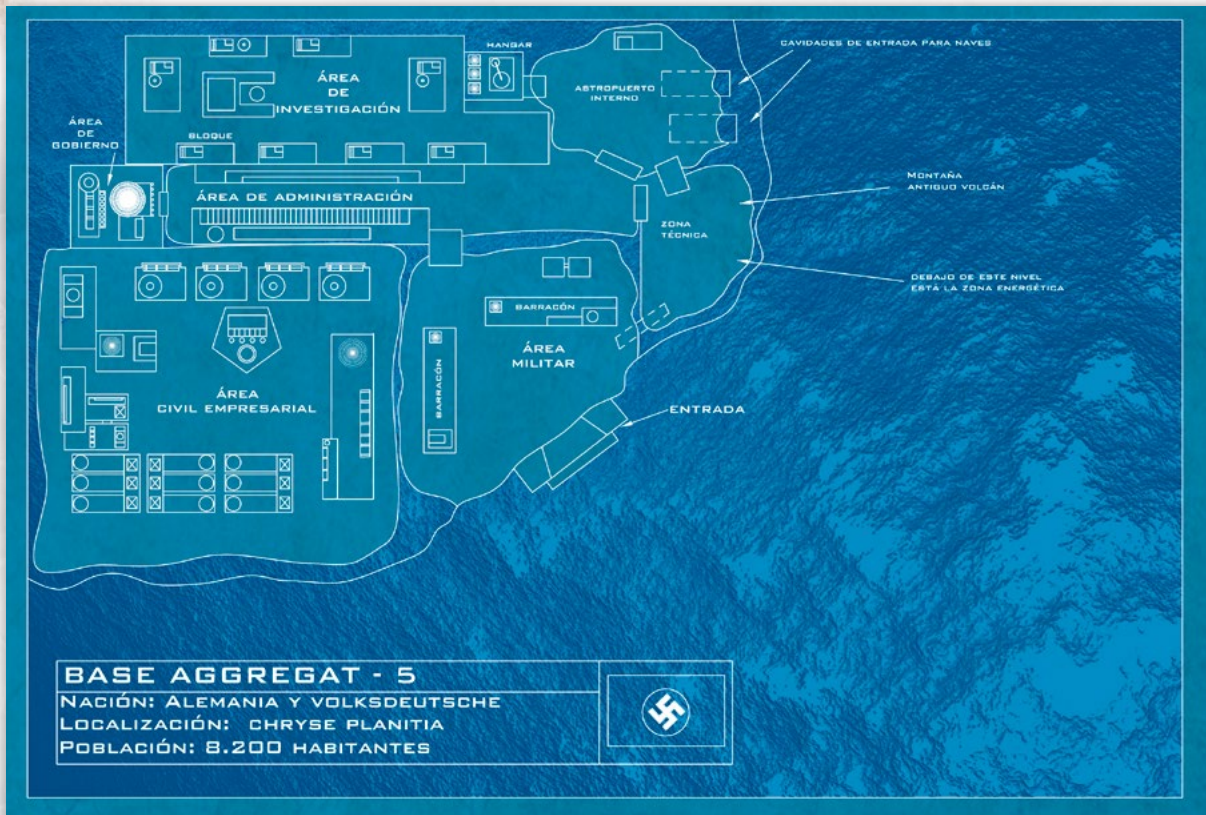 HANGAR
CAVIDADES DE ENTRADA PARA NAVES
ÁREA
DE
INVESTIGACIÓN
ASTROPUERTO
INTERNO
ÁREA
DE
GOBIERNO
BLOQUE
MONTAÑA
ANTIGUO VOLCÁN
ÁREA DE ADMINISTRACIÓN
ZONA
TÉCNICA
DEBAJO DE ESTE NIVEL
ESTÁ LA ZONA ENERGÉTICA
BARRACÓN
ÁREA
MILITAR
BARRACÓN
ÁREA
CIVIL EMPRESARIAL
ENTRADA
BASE AGGREGAT - 5
NACIÓN: ALEMANIA Y VOLKSDEUTSCHE
LOCALIZACIÓN: CHRYSE PLANITIA
POBLACIÓN: 8.200 HABITANTES